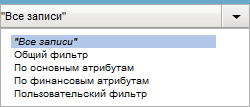 "Все записи"
"Все записи"
Общий фильтр
По основным атрибутам
По финансовым атрибутам
Пользовательский фильтр